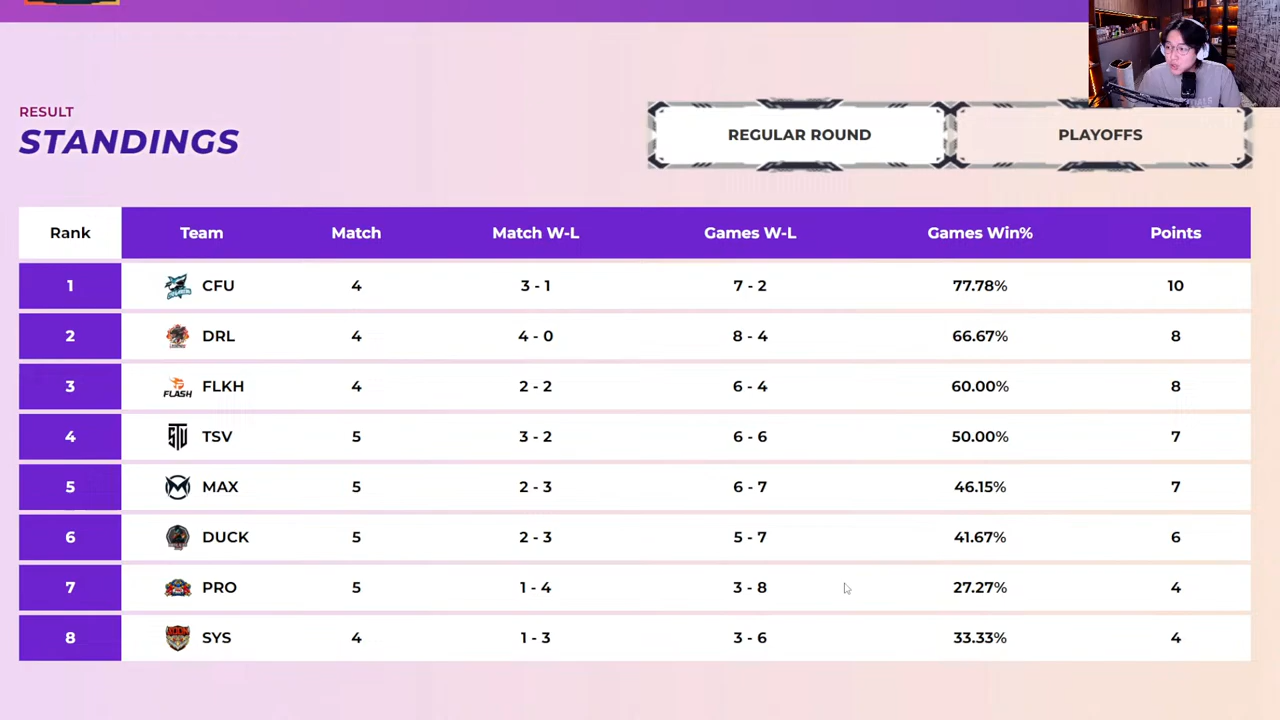 RESULT
STANDINGS
REGULAR ROUND PLAYOFFS
Rank Team Match Match W-L Games W-L Games Win% Points
1 CFU 4 3 - 1 7 - 2 77.78% 10
2 DRL 4 4 - 0 8 - 4 66.67% 8
3 FLASH FLKH 4 2 - 2 6 - 4 60.00% 8
4 TSV 5 3 - 2 6 - 6 50.00% 7
5 MAX 5 2 - 3 6 - 7 46.15% 7
6 DUCK 5 2 - 3 5 - 7 41.67% 6
7 PRO 5 1 - 4 3 - 8 27.27% 4
8 SYS 4 1 - 3 3 - 6 33.33% 4